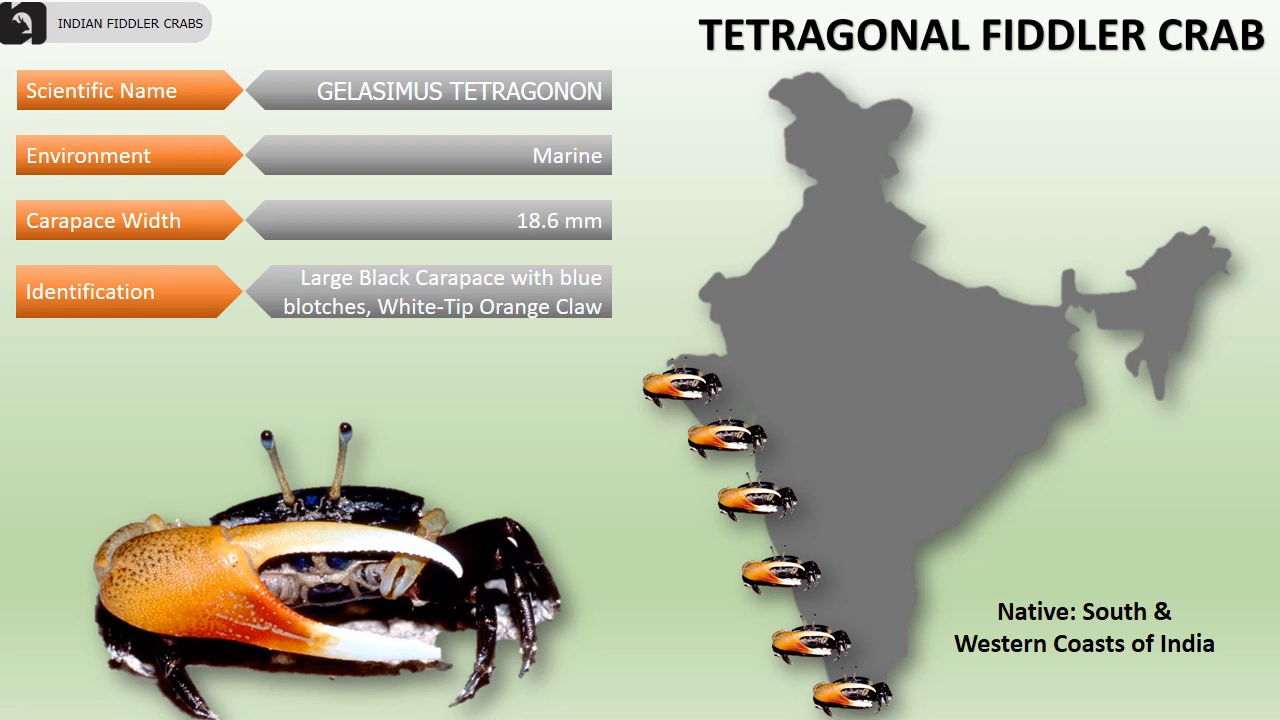 INDIAN FIDDLER CRABS
TETRAGONAL FIDDLER CRAB
Scientific Name
GELASIMUS TETRAGONON
Environment
Marine
Carapace Width
18.6 mm
Identification
Large Black Carapace with blue
blotches, White-Tip Orange Claw
Native: South &
Western Coasts of India